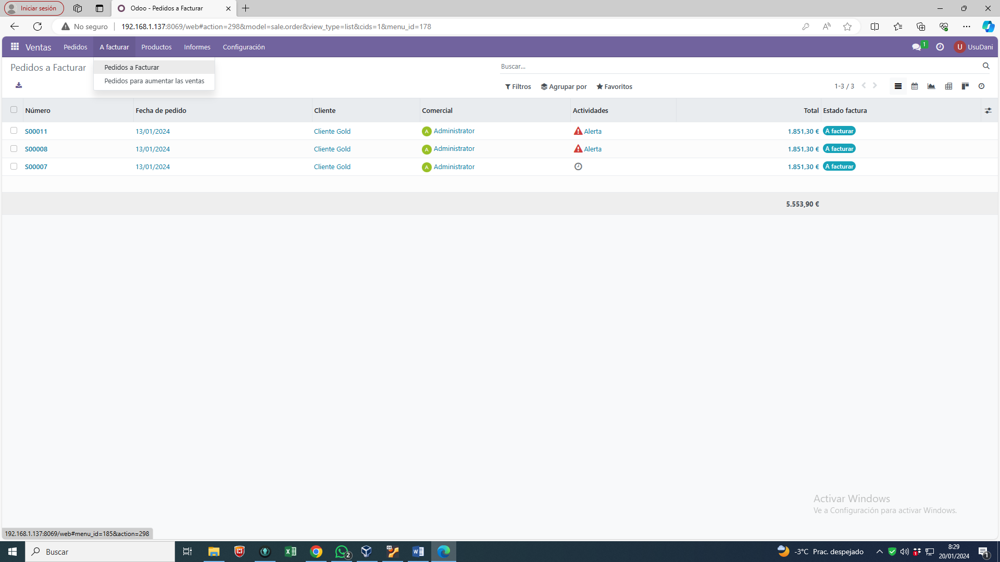 Iniciar sesión
Odoo - Pedidos a Facturar
No seguro
192.168.1.137:8069/web#action=298&model=sale.order&view_type=list&cids=1&menu_id=178
Ventas Pedidos A facturar Productos Informes Configuración
1
U UsuDani
Pedidos a Facturar
Pedidos a Facturar
Pedidos para aumentar las ventas
Buscar...
Filtros Agrupar por Favoritos
1-3 / 3
Número Fecha de pedido Cliente Comercial Actividades Total Estado factura
S00011 13/01/2024 Cliente Gold A Administrator Alerta 1.851,30 € A facturar
S00008 13/01/2024 Cliente Gold A Administrator Alerta 1.851,30 € A facturar
S00007 13/01/2024 Cliente Gold A Administrator 1.851,30 € A facturar
5.553,90 €
Activar Windows
Ve a Configuración para activar Windows.
192.168.1.137:8069/web#menu_id=185&action=298
Buscar
2
-3°C Prac. despejado
8:29
20/01/2024
1